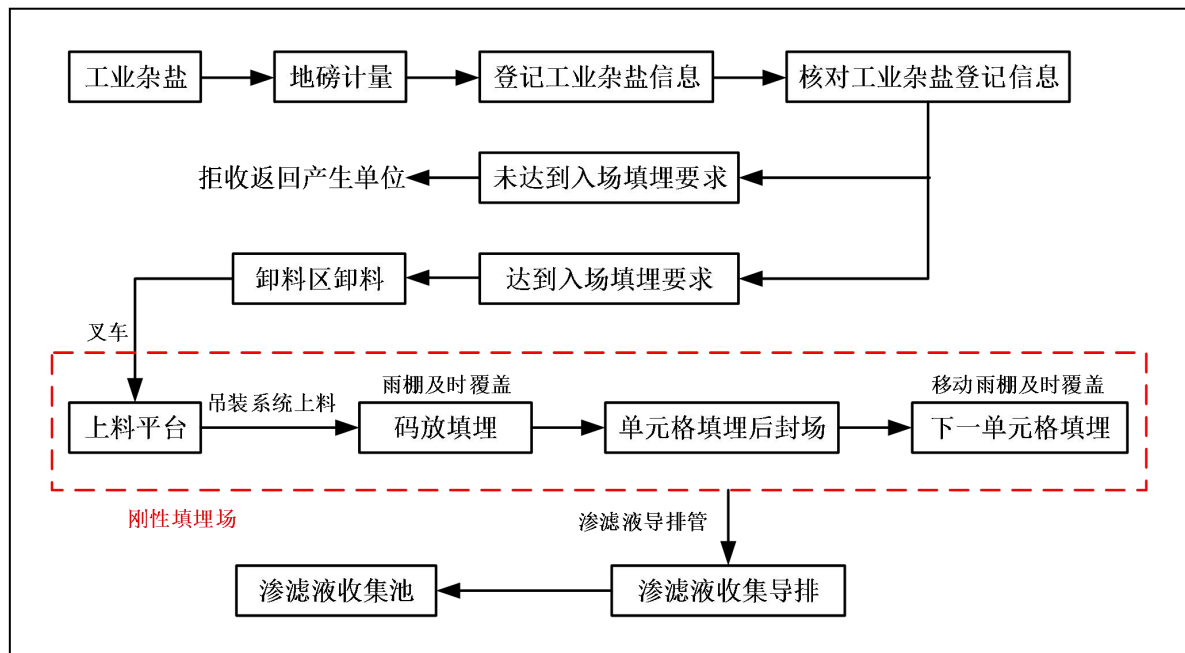 工业杂盐
地磅计量
登记工业杂盐信息
核对工业杂盐登记信息
拒收返回产生单位
未达到入场填埋要求
卸料区卸料
达到入场填埋要求
叉车
上料平台
吊装系统上料
雨棚及时覆盖
码放填埋
单元格填埋后封场
移动雨棚及时覆盖
下一单元格填埋
刚性填埋场
渗滤液导排管
渗滤液收集池
渗滤液收集导排